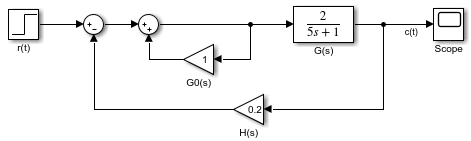 r(t)
+
-
+
+
1
G0(s)
2
5s + 1
G(s)
c(t)
Scope
0.2
H(s)